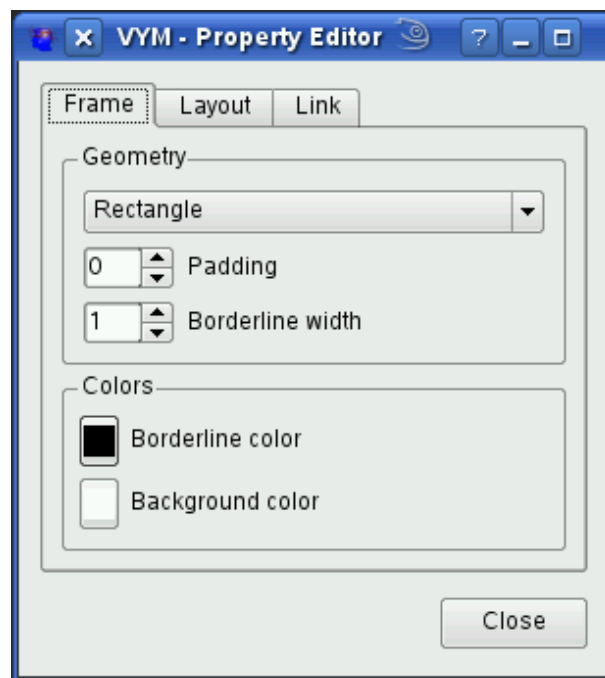 VYM - Property Editor ?
Frame Layout Link
Geometry
Rectangle
0 Padding
1 Borderline width
Colors
Borderline color
Background color
Close